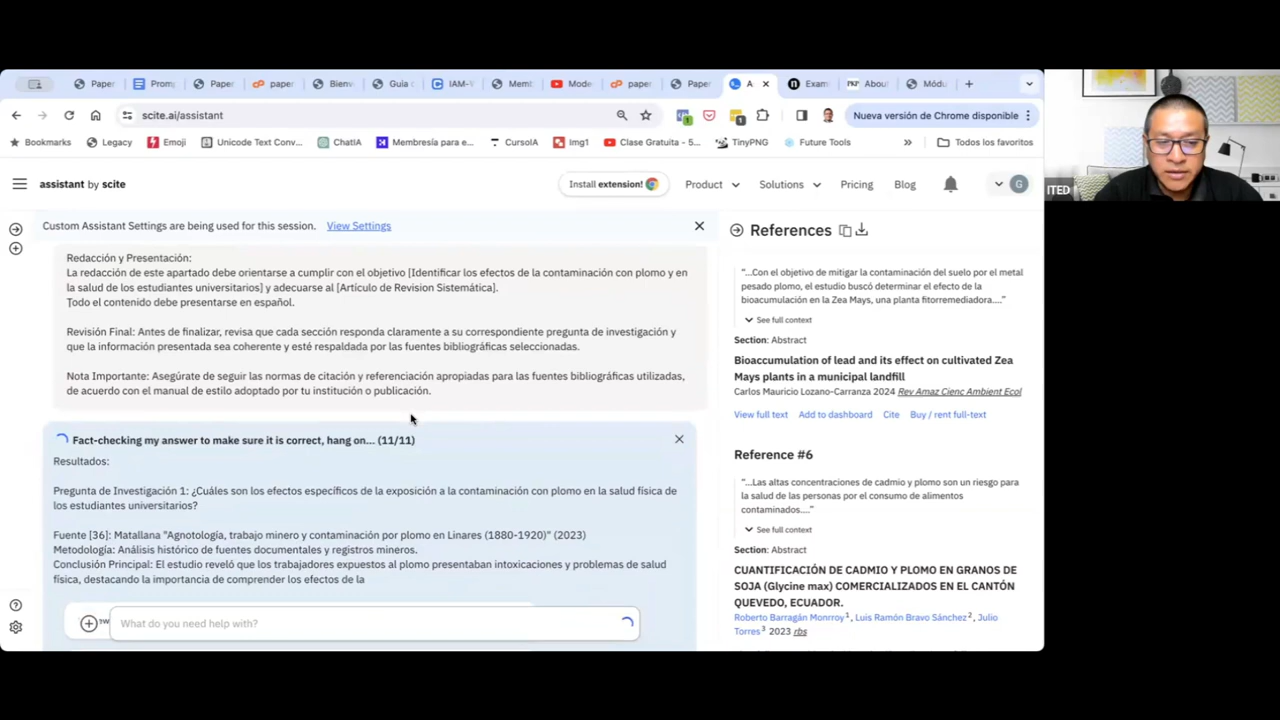 Paper
Promp
Paper
paper
Bienv
Guia c
IAM-V
Memb
Mode
paper
Paper
A
Exam
PKP Abou
Módu
scite.ai/assistant
Nueva versión de Chrome disponible
Bookmarks
Legacy
Emoji
Unicode Text Conv...
ChatIA
Membresía para e...
CursoIA
Img1
Clase Gratuita - 5...
TinyPNG
Future Tools
»
Todos los favoritos
assistant by scite
Install extension!
Product
Solutions
Pricing
Blog
G
ITED
Custom Assistant Settings are being used for this session. View Settings
Redacción y Presentación:
La redacción de este apartado debe orientarse a cumplir con el objetivo [Identificar los efectos de la contaminación con plomo y en
la salud de los estudiantes universitarios] y adecuarse al [Artículo de Revision Sistemática].
Todo el contenido debe presentarse en español.
Revisión Final: Antes de finalizar, revisa que cada sección responda claramente a su correspondiente pregunta de investigación y
que la información presentada sea coherente y esté respaldada por las fuentes bibliográficas seleccionadas.
Nota Importante: Asegúrate de seguir las normas de citación y referenciación apropiadas para las fuentes bibliográficas utilizadas,
de acuerdo con el manual de estilo adoptado por tu institución o publicación.
Fact-checking my answer to make sure it is correct, hang on... (11/11)
Resultados:
Pregunta de Investigación 1: ¿Cuáles son los efectos específicos de la exposición a la contaminación con plomo en la salud física de
los estudiantes universitarios?
Fuente [36]: Matallana "Agnotología, trabajo minero y contaminación por plomo en Linares (1880-1920)" (2023)
Metodología: Análisis histórico de fuentes documentales y registros mineros.
Conclusión Principal: El estudio reveló que los trabajadores expuestos al plomo presentaban intoxicaciones y problemas de salud
física, destacando la importancia de comprender los efectos de la
What do you need help with?
References
“...Con el objetivo de mitigar la contaminación del suelo por el metal
pesado plomo, el estudio buscó determinar el efecto de la
bioacumulación en la Zea Mays, una planta fitorremediadora....”
See full context
Section: Abstract
Bioaccumulation of lead and its effect on cultivated Zea
Mays plants in a municipal landfill
Carlos Mauricio Lozano-Carranza 2024 Rev Amaz Cienc Ambient Ecol
View full text Add to dashboard Cite Buy / rent full-text
Reference #6
“...Las altas concentraciones de cadmio y plomo son un riesgo para
la salud de las personas por el consumo de alimentos
contaminados....”
See full context
Section: Abstract
CUANTIFICACIÓN DE CADMIO Y PLOMO EN GRANOS DE
SOJA (Glycine max) COMERCIALIZADOS EN EL CANTÓN
QUEVEDO, ECUADOR.
Roberto Barragán Monrroy1, Luis Ramón Bravo Sánchez2, Julio
Torres3 2023 rbs